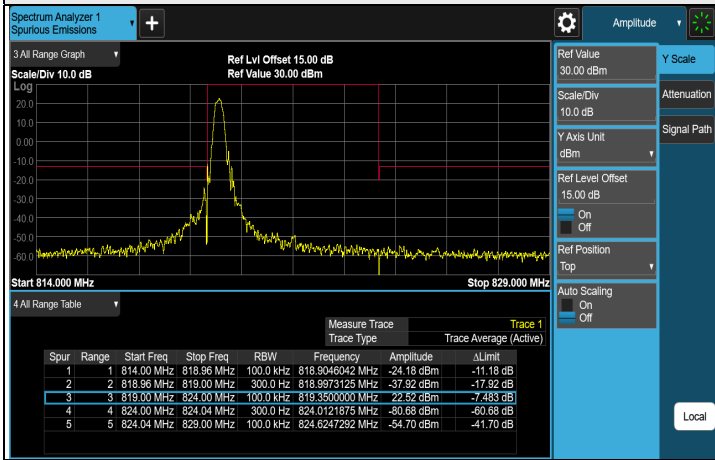 Spectrum Analyzer 1
Spurious Emissions
Amplitude
3 All Range Graph
Ref Lvl Offset 15.00 dB
Scale/Div 10.0 dB
Ref Value 30.00 dBm
Log
20.0
10.0
0.00
-10.0
-20.0
-30.0
-40.0
-50.0
-60.0
Start 814.000 MHz
Stop 829.000 MHz
4 All Range Table
Measure Trace Trace 1
Trace Type Trace Average (Active)
Spur Range Start Freq Stop Freq RBW Frequency Amplitude ΔLimit
1 1 814.00 MHz 818.96 MHz 100.0 kHz 818.9046042 MHz -24.18 dBm -11.18 dB
2 2 818.96 MHz 819.00 MHz 300.0 Hz 818.9973125 MHz -37.92 dBm -17.92 dB
3 3 819.00 MHz 824.00 MHz 100.0 kHz 819.3500000 MHz 22.52 dBm -7.483 dB
4 4 824.00 MHz 824.04 MHz 300.0 Hz 824.0121875 MHz -80.68 dBm -60.68 dB
5 5 824.04 MHz 829.00 MHz 100.0 kHz 824.6247292 MHz -54.70 dBm -41.70 dB
Ref Value
30.00 dBm
Scale/Div
10.0 dB
Y Axis Unit
dBm
Ref Level Offset
15.00 dB
On
Off
Ref Position
Top
Auto Scaling
On
Off
Y Scale
Attenuation
Signal Path
Local